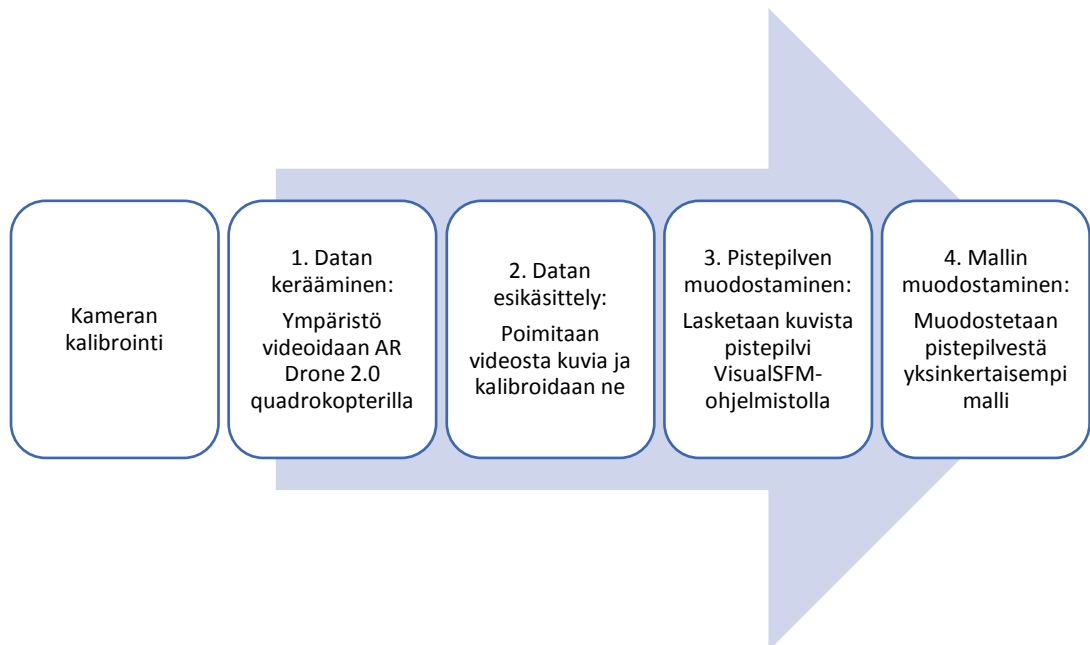 Kameran
kalibrointi
1. Datan
kerääminen:
Ympäristö
videoidaan AR
Drone 2.0
quadrokopterilla
2. Datan
esikäsittely:
Poimitaan
videosta kuvia ja
kalibroidaan ne
3. Pistepilven
muodostaminen:
Lasketaan kuvista
pistepilvi
VisualSFM-
ohjelmistolla
4. Mallin
muodostaminen:
Muodostetaan
pistepilvestä
yksinkertaisempi
malli